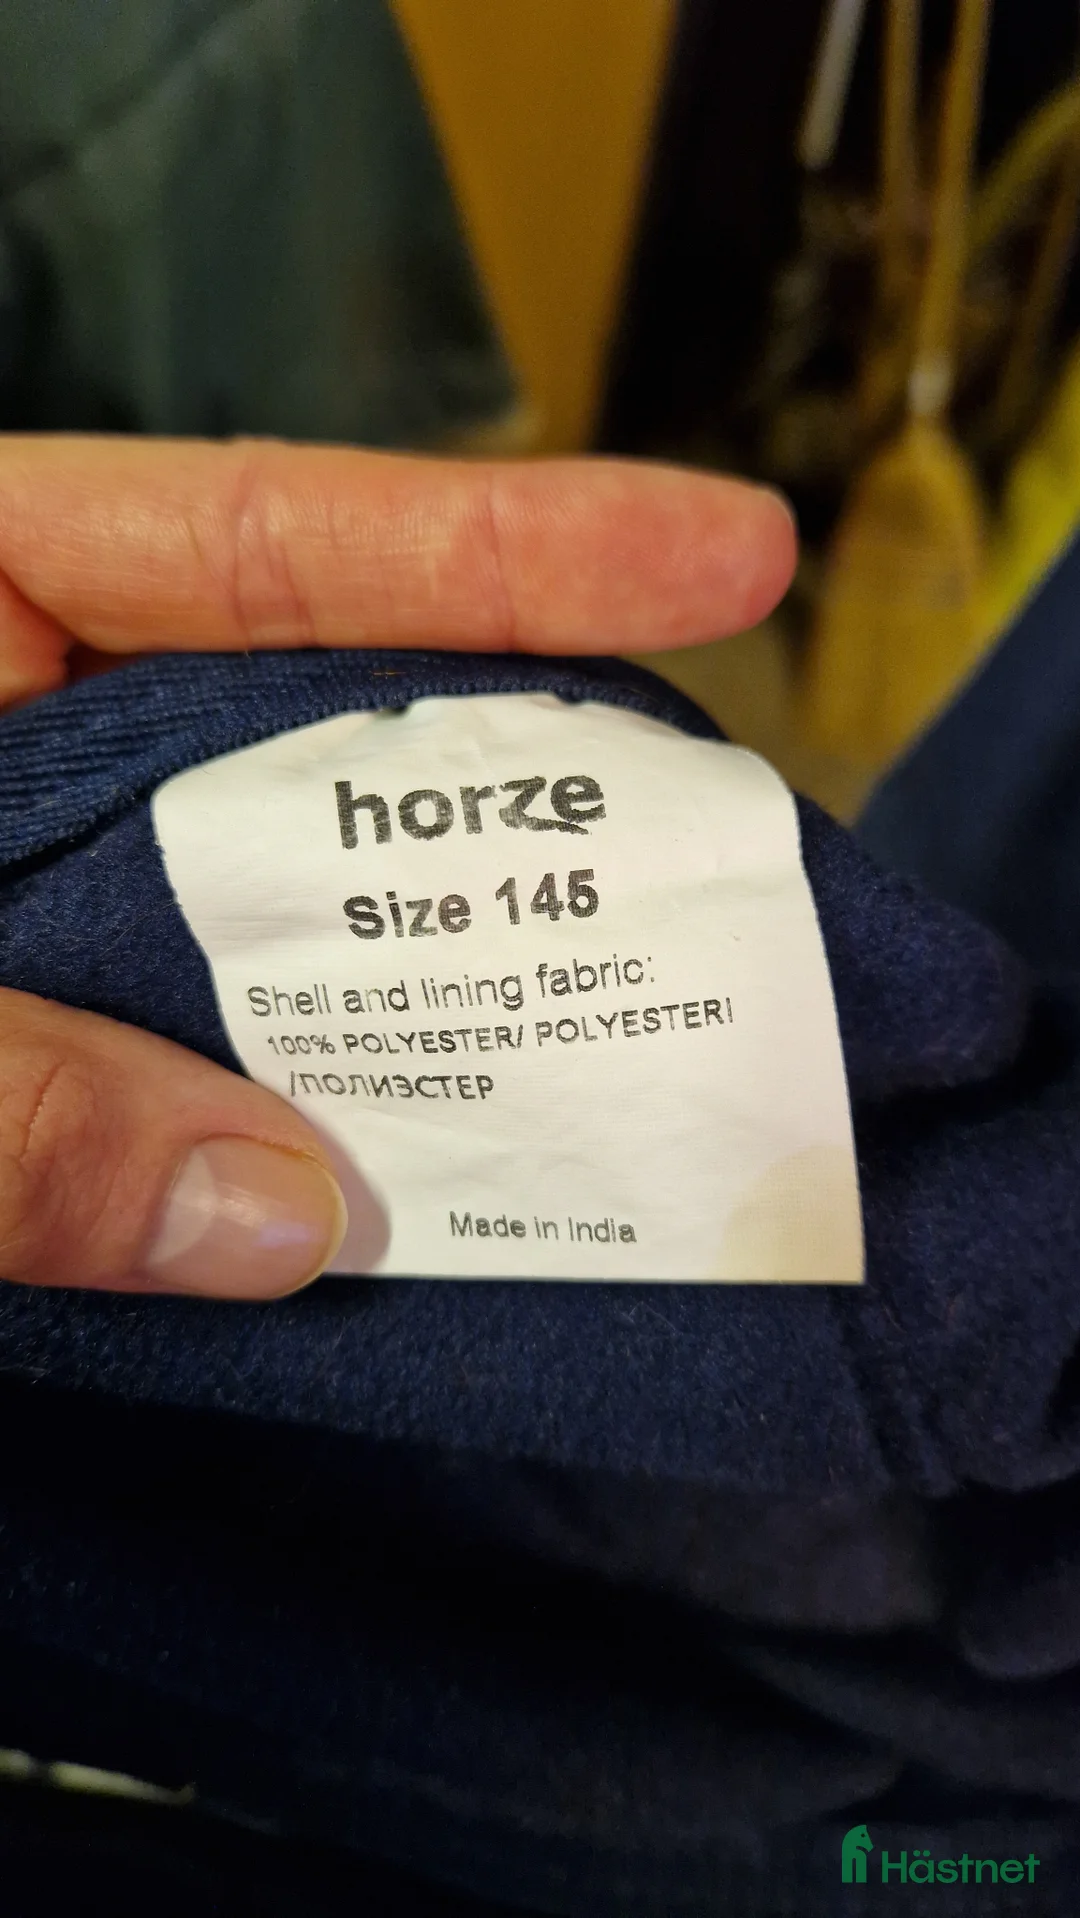 horze
Size 145
Shell and lining fabric:
100% POLYESTER/ POLYESTERI
/ПОЛИЭСТЕР
Made in India
Hästnet